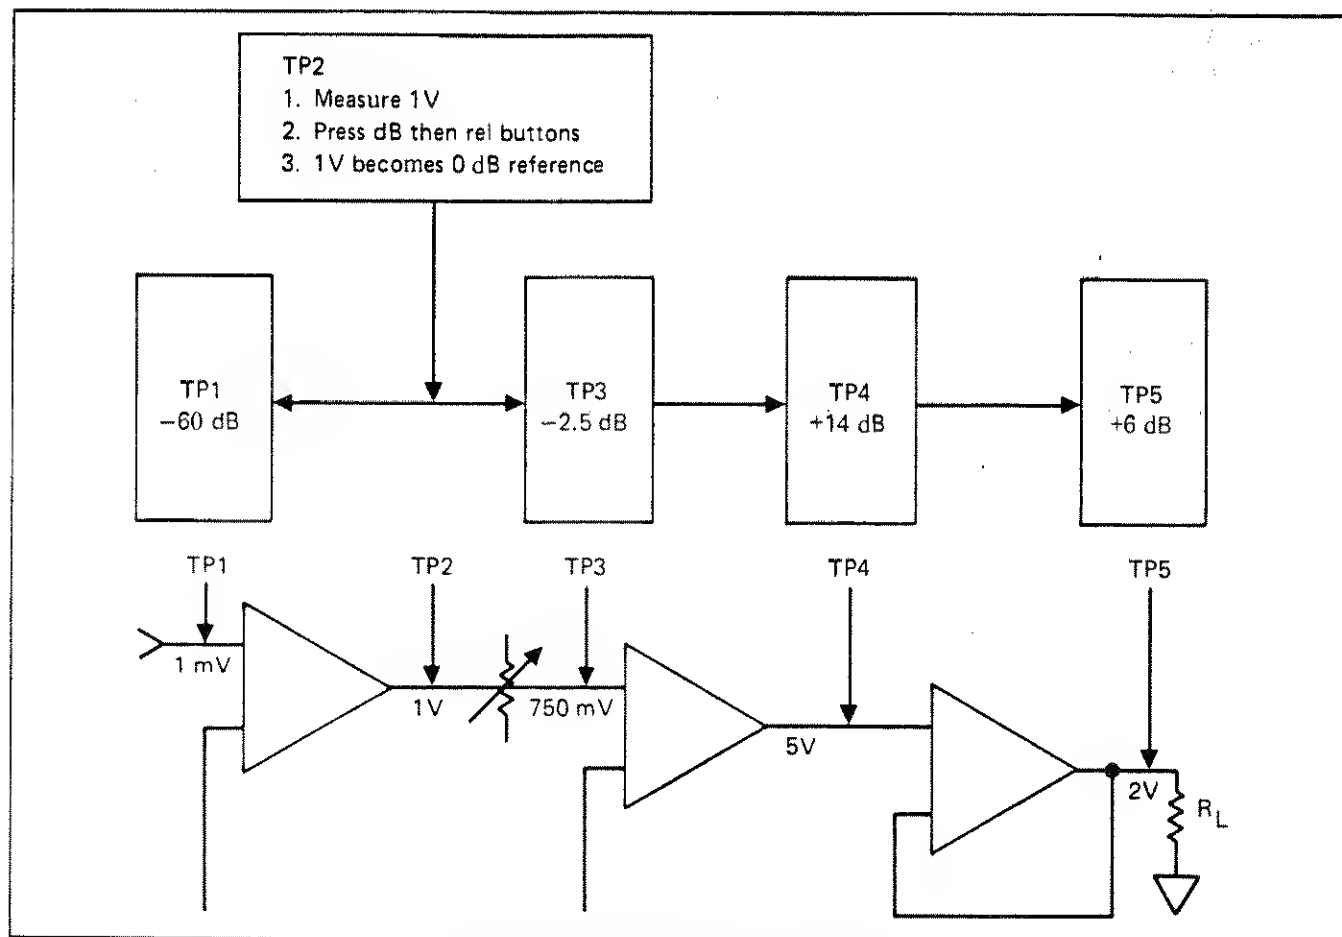 TP2
1. Measure 1V
2. Press dB then rel buttons
3. 1V becomes 0 dB reference
TP1
−60 dB
TP3
−2.5 dB
TP4
+14 dB
TP5
+6 dB
TP1
TP2
TP3
TP4
TP5
1 mV
1V
750 mV
5V
2V
RL